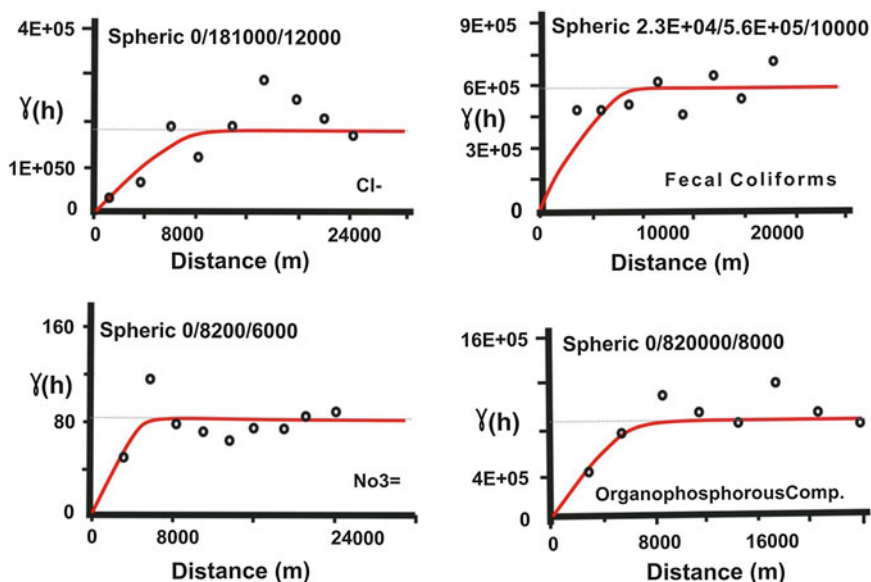 4E+05
Spheric 0/181000/12000
ɣ(h)
1E+050
Cl-
0
0 8000 24000
Distance (m)
9E+05
Spheric 2.3E+04/5.6E+05/10000
6E+05
ɣ(h)
3E+05
Fecal Coliforms
0
0 10000 20000
Distance (m)
160
Spheric 0/8200/6000
ɣ(h)
80
No3=
0
0 8000 24000
Distance (m)
16E+05
Spheric 0/820000/8000
ɣ(h)
4E+05
OrganophosphorousComp.
0
0 8000 16000
Distance (m)